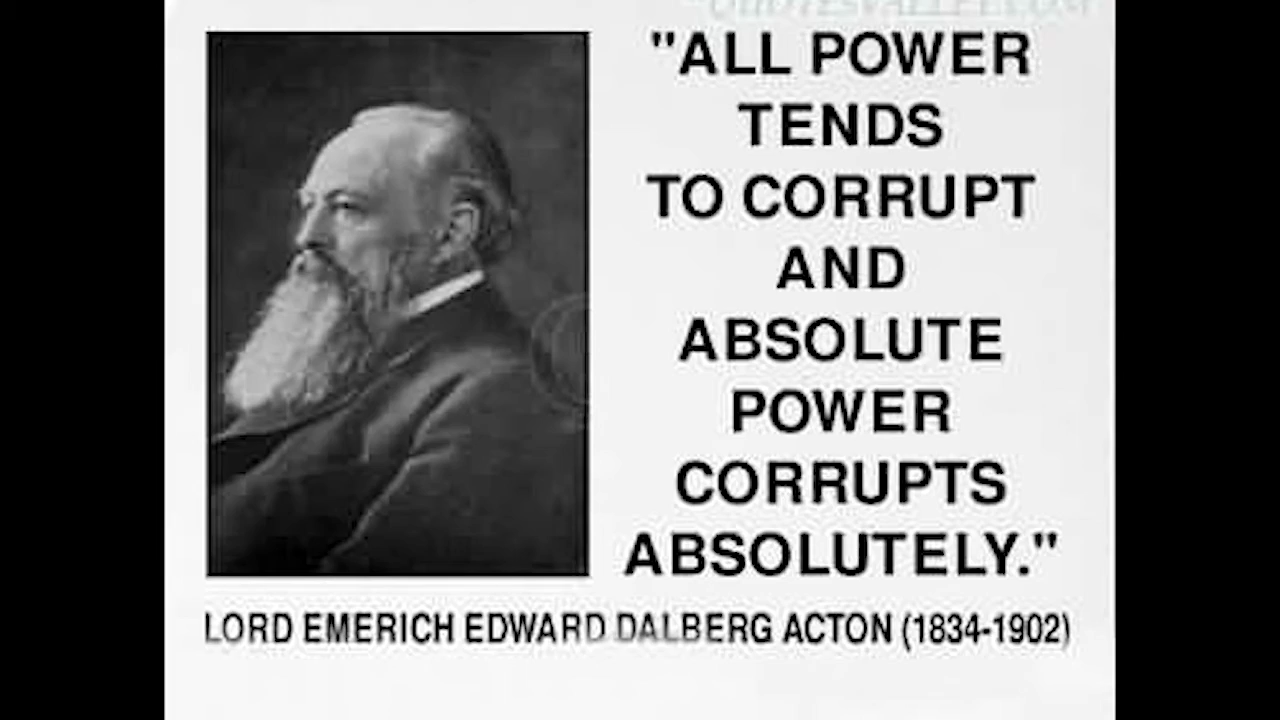 "ALL POWER
TENDS
TO CORRUPT
AND
ABSOLUTE
POWER
CORRUPTS
ABSOLUTELY."
LORD EMERICH EDWARD DALBERG ACTON (1834-1902)